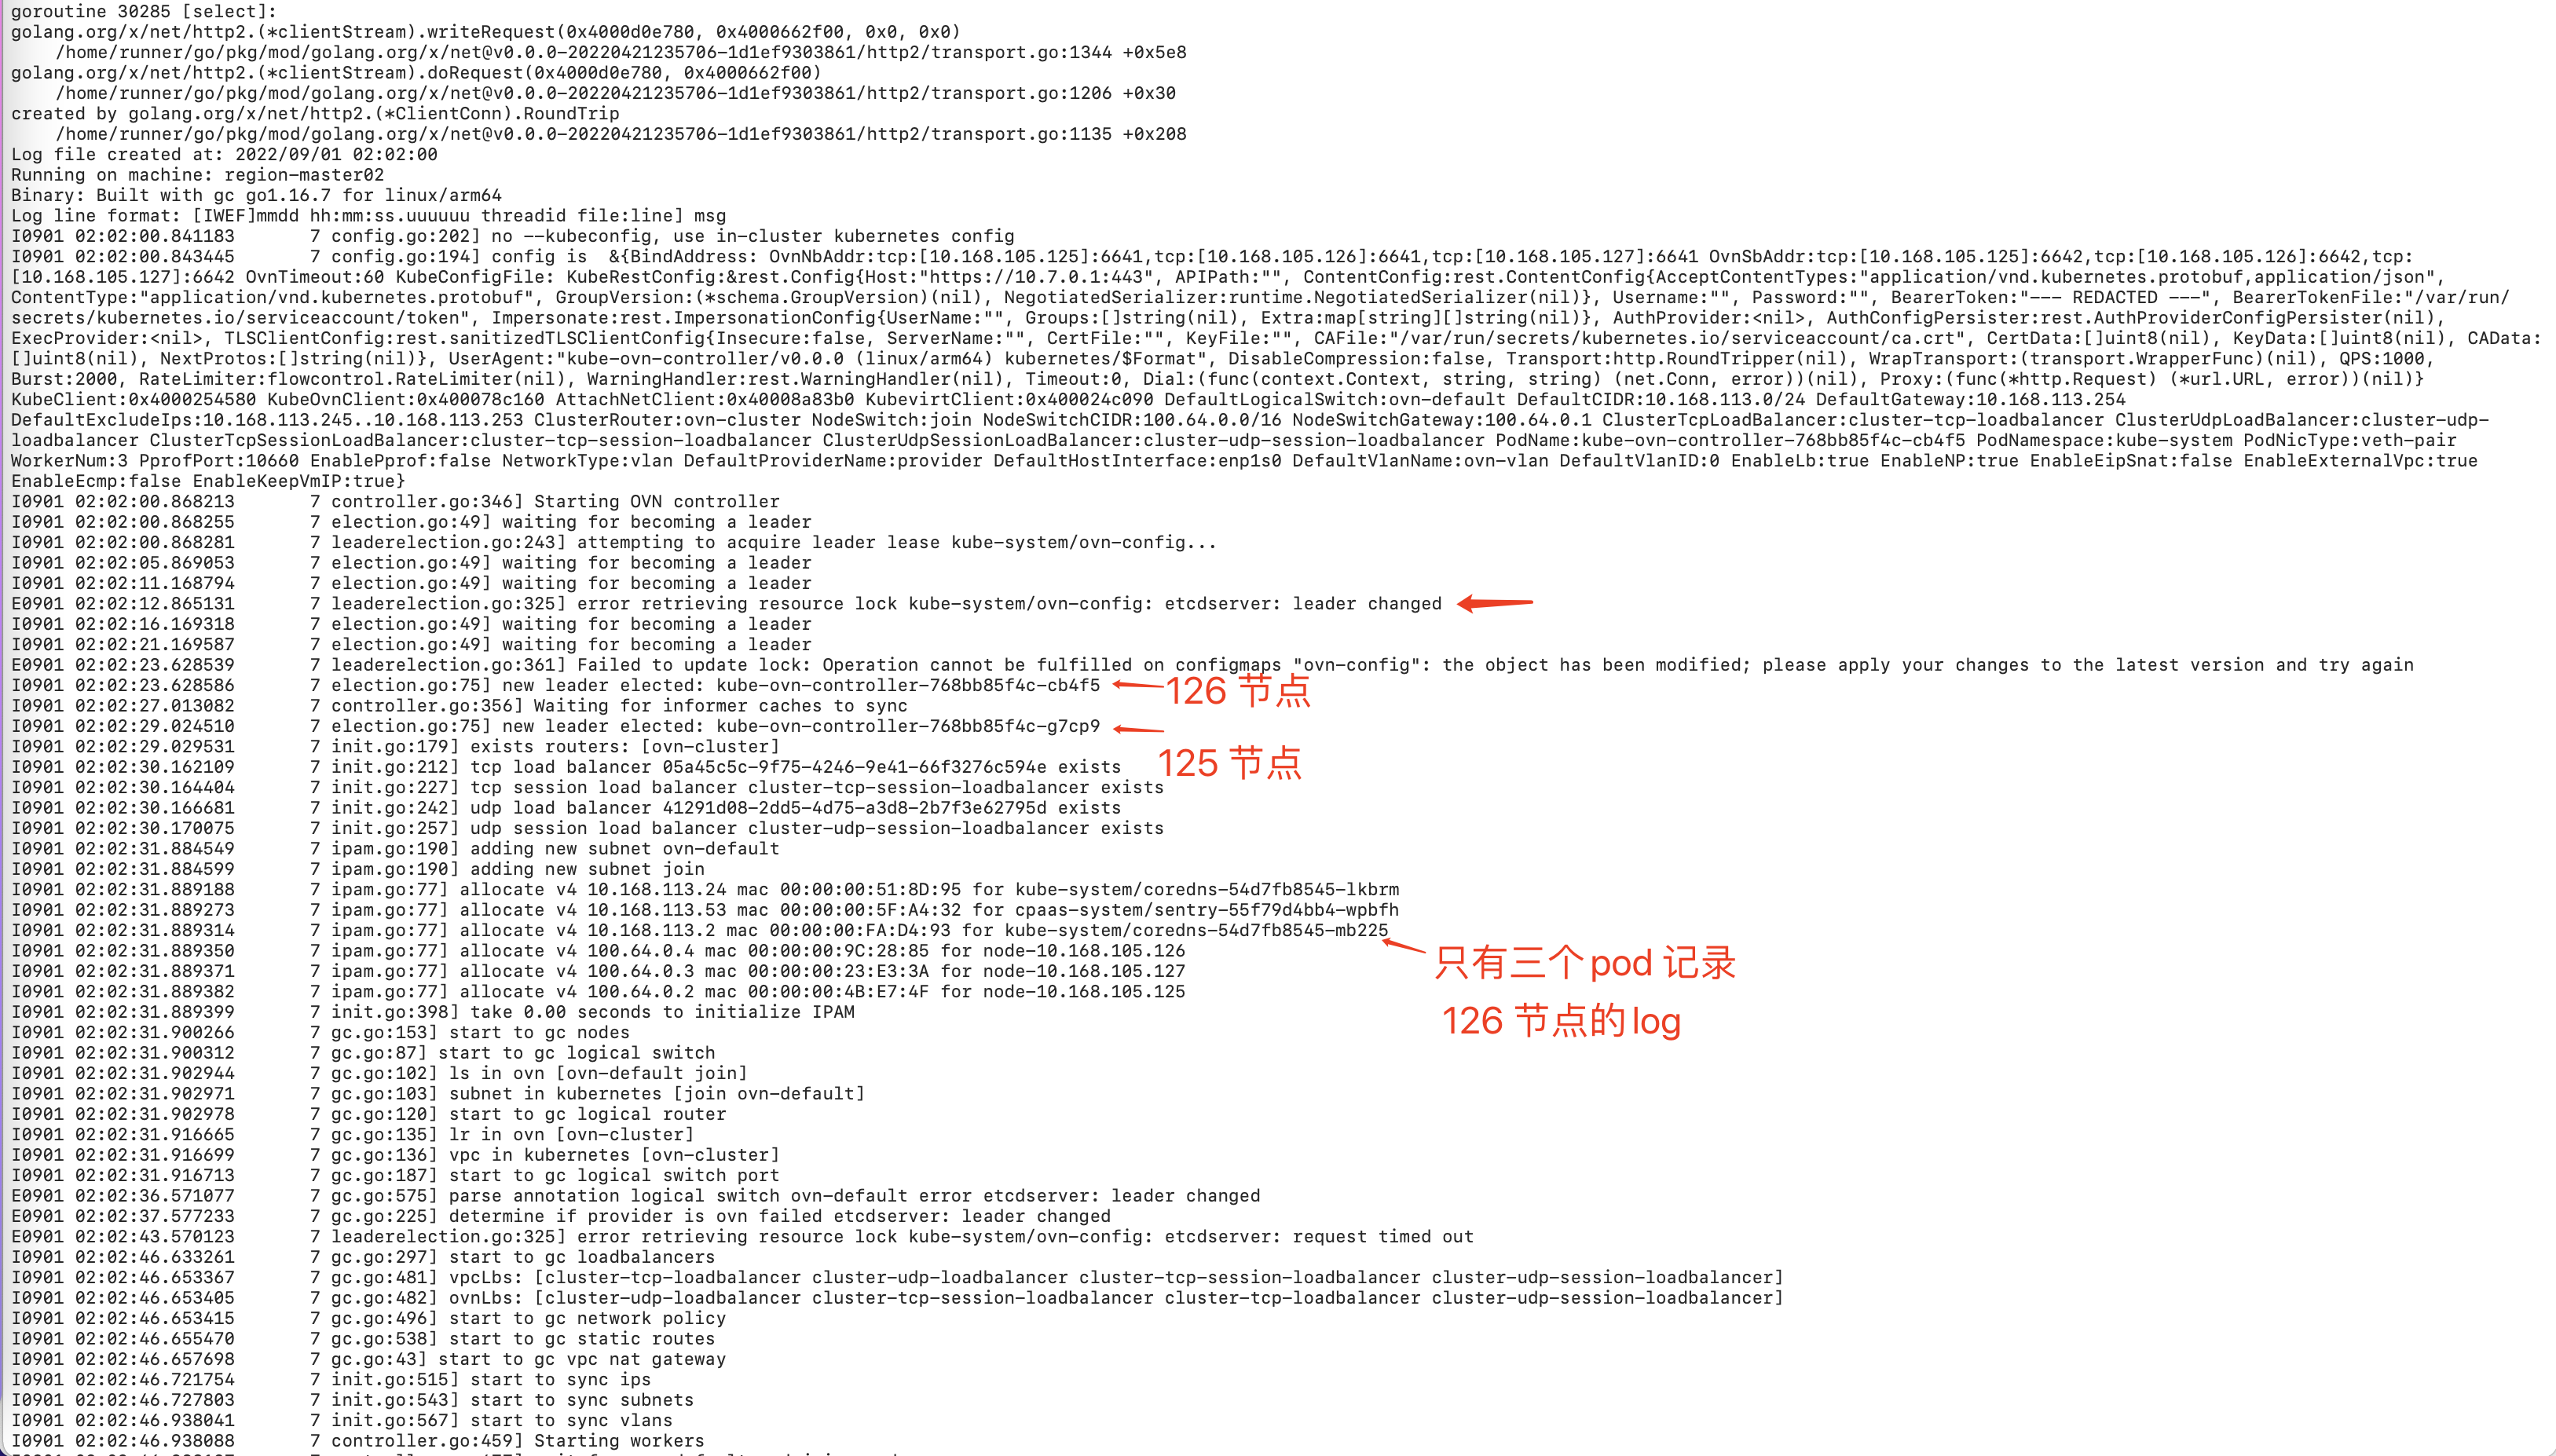 goroutine 30285 [select]:
golang.org/x/net/http2.(*clientStream).writeRequest(0x4000d0e780, 0x4000662f00, 0x0, 0x0)
/home/runner/go/pkg/mod/golang.org/x/net@v0.0.0-20220421235706-1d1ef9303861/http2/transport.go:1344 +0x5e8
golang.org/x/net/http2.(*clientStream).doRequest(0x4000d0e780, 0x4000662f00)
/home/runner/go/pkg/mod/golang.org/x/net@v0.0.0-20220421235706-1d1ef9303861/http2/transport.go:1206 +0x30
created by golang.org/x/net/http2.(*ClientConn).RoundTrip
/home/runner/go/pkg/mod/golang.org/x/net@v0.0.0-20220421235706-1d1ef9303861/http2/transport.go:1135 +0x208
Log file created at: 2022/09/01 02:02:00
Running on machine: region-master02
Binary: Built with gc go1.16.7 for linux/arm64
Log line format: [IWEF]mmdd hh:mm:ss.uuuuuu threadid file:line] msg
I0901 02:02:00.841183       7 config.go:202] no --kubeconfig, use in-cluster kubernetes config
I0901 02:02:00.843445       7 config.go:194] config is  &{BindAddress: OvnNbAddr:tcp:[10.168.105.125]:6641,tcp:[10.168.105.126]:6641,tcp:[10.168.105.127]:6641 OvnSbAddr:tcp:[10.168.105.125]:6642,tcp:[10.168.105.126]:6642,tcp:
[10.168.105.127]:6642 OvnTimeout:60 KubeConfigFile: KubeRestConfig:&rest.Config{Host:"https://10.7.0.1:443", APIPath:"", ContentConfig:rest.ContentConfig{AcceptContentTypes:"application/vnd.kubernetes.protobuf,application/json",
ContentType:"application/vnd.kubernetes.protobuf", GroupVersion:(*schema.GroupVersion)(nil), NegotiatedSerializer:runtime.NegotiatedSerializer(nil)}, Username:"", Password:"", BearerToken:"--- REDACTED ---", BearerTokenFile:"/var/run/
secrets/kubernetes.io/serviceaccount/token", Impersonate:rest.ImpersonationConfig{UserName:"", Groups:[]string(nil), Extra:map[string][]string(nil)}, AuthProvider:<nil>, AuthConfigPersister:rest.AuthProviderConfigPersister(nil),
ExecProvider:<nil>, TLSClientConfig:rest.sanitizedTLSClientConfig{Insecure:false, ServerName:"", CertFile:"", KeyFile:"", CAFile:"/var/run/secrets/kubernetes.io/serviceaccount/ca.crt", CertData:[]uint8(nil), KeyData:[]uint8(nil), CAData:
[]uint8(nil), NextProtos:[]string(nil)}, UserAgent:"kube-ovn-controller/v0.0.0 (linux/arm64) kubernetes/$Format", DisableCompression:false, Transport:http.RoundTripper(nil), WrapTransport:(transport.WrapperFunc)(nil), QPS:1000,
Burst:2000, RateLimiter:flowcontrol.RateLimiter(nil), WarningHandler:rest.WarningHandler(nil), Timeout:0, Dial:(func(context.Context, string, string) (net.Conn, error))(nil), Proxy:(func(*http.Request) (*url.URL, error))(nil)}
KubeClient:0x4000254580 KubeOvnClient:0x400078c160 AttachNetClient:0x40008a83b0 KubevirtClient:0x400024c090 DefaultLogicalSwitch:ovn-default DefaultCIDR:10.168.113.0/24 DefaultGateway:10.168.113.254
DefaultExcludeIps:10.168.113.245..10.168.113.253 ClusterRouter:ovn-cluster NodeSwitch:join NodeSwitchCIDR:100.64.0.0/16 NodeSwitchGateway:100.64.0.1 ClusterTcpLoadBalancer:cluster-tcp-loadbalancer ClusterUdpLoadBalancer:cluster-udp-
loadbalancer ClusterTcpSessionLoadBalancer:cluster-tcp-session-loadbalancer ClusterUdpSessionLoadBalancer:cluster-udp-session-loadbalancer PodName:kube-ovn-controller-768bb85f4c-cb4f5 PodNamespace:kube-system PodNicType:veth-pair
WorkerNum:3 PprofPort:10660 EnablePprof:false NetworkType:vlan DefaultProviderName:provider DefaultHostInterface:enp1s0 DefaultVlanName:ovn-vlan DefaultVlanID:0 EnableLb:true EnableNP:true EnableEipSnat:false EnableExternalVpc:true
EnableEcmp:false EnableKeepVmIP:true}
I0901 02:02:00.868213       7 controller.go:346] Starting OVN controller
I0901 02:02:00.868255       7 election.go:49] waiting for becoming a leader
I0901 02:02:00.868281       7 leaderelection.go:243] attempting to acquire leader lease kube-system/ovn-config...
I0901 02:02:05.869053       7 election.go:49] waiting for becoming a leader
I0901 02:02:11.168794       7 election.go:49] waiting for becoming a leader
E0901 02:02:12.865131       7 leaderelection.go:325] error retrieving resource lock kube-system/ovn-config: etcdserver: leader changed
I0901 02:02:16.169318       7 election.go:49] waiting for becoming a leader
I0901 02:02:21.169587       7 election.go:49] waiting for becoming a leader
E0901 02:02:23.628539       7 leaderelection.go:361] Failed to update lock: Operation cannot be fulfilled on configmaps "ovn-config": the object has been modified; please apply your changes to the latest version and try again
I0901 02:02:23.628586       7 election.go:75] new leader elected: kube-ovn-controller-768bb85f4c-cb4f5
126 节点
I0901 02:02:27.013082       7 controller.go:356] Waiting for informer caches to sync
I0901 02:02:29.024510       7 election.go:75] new leader elected: kube-ovn-controller-768bb85f4c-g7cp9
I0901 02:02:29.029531       7 init.go:179] exists routers: [ovn-cluster]
125 节点
I0901 02:02:30.162109       7 init.go:212] tcp load balancer 05a45c5c-9f75-4246-9e41-66f3276c594e exists
I0901 02:02:30.164404       7 init.go:227] tcp session load balancer cluster-tcp-session-loadbalancer exists
I0901 02:02:30.166681       7 init.go:242] udp load balancer 41291d08-2dd5-4d75-a3d8-2b7f3e62795d exists
I0901 02:02:30.170075       7 init.go:257] udp session load balancer cluster-udp-session-loadbalancer exists
I0901 02:02:31.884549       7 ipam.go:190] adding new subnet ovn-default
I0901 02:02:31.884599       7 ipam.go:190] adding new subnet join
I0901 02:02:31.889188       7 ipam.go:77] allocate v4 10.168.113.24 mac 00:00:00:51:8D:95 for kube-system/coredns-54d7fb8545-lkbrm
I0901 02:02:31.889273       7 ipam.go:77] allocate v4 10.168.113.53 mac 00:00:00:5F:A4:32 for cpaas-system/sentry-55f79d4bb4-wpbfh
I0901 02:02:31.889314       7 ipam.go:77] allocate v4 10.168.113.2 mac 00:00:00:FA:D4:93 for kube-system/coredns-54d7fb8545-mb225
I0901 02:02:31.889350       7 ipam.go:77] allocate v4 100.64.0.4 mac 00:00:00:9C:28:85 for node-10.168.105.126
只有三个pod 记录
I0901 02:02:31.889371       7 ipam.go:77] allocate v4 100.64.0.3 mac 00:00:00:23:E3:3A for node-10.168.105.127
I0901 02:02:31.889382       7 ipam.go:77] allocate v4 100.64.0.2 mac 00:00:00:4B:E7:4F for node-10.168.105.125
I0901 02:02:31.889399       7 init.go:398] take 0.00 seconds to initialize IPAM
126 节点的log
I0901 02:02:31.900266       7 gc.go:153] start to gc nodes
I0901 02:02:31.900312       7 gc.go:87] start to gc logical switch
I0901 02:02:31.902944       7 gc.go:102] ls in ovn [ovn-default join]
I0901 02:02:31.902971       7 gc.go:103] subnet in kubernetes [join ovn-default]
I0901 02:02:31.902978       7 gc.go:120] start to gc logical router
I0901 02:02:31.916665       7 gc.go:135] lr in ovn [ovn-cluster]
I0901 02:02:31.916699       7 gc.go:136] vpc in kubernetes [ovn-cluster]
I0901 02:02:31.916713       7 gc.go:187] start to gc logical switch port
E0901 02:02:36.571077       7 gc.go:575] parse annotation logical switch ovn-default error etcdserver: leader changed
E0901 02:02:37.577233       7 gc.go:225] determine if provider is ovn failed etcdserver: leader changed
E0901 02:02:43.570123       7 leaderelection.go:325] error retrieving resource lock kube-system/ovn-config: etcdserver: request timed out
I0901 02:02:46.633261       7 gc.go:297] start to gc loadbalancers
I0901 02:02:46.653367       7 gc.go:481] vpcLbs: [cluster-tcp-loadbalancer cluster-udp-loadbalancer cluster-tcp-session-loadbalancer cluster-udp-session-loadbalancer]
I0901 02:02:46.653405       7 gc.go:482] ovnLbs: [cluster-udp-loadbalancer cluster-tcp-session-loadbalancer cluster-tcp-loadbalancer cluster-udp-session-loadbalancer]
I0901 02:02:46.653415       7 gc.go:496] start to gc network policy
I0901 02:02:46.655470       7 gc.go:538] start to gc static routes
I0901 02:02:46.657698       7 gc.go:43] start to gc vpc nat gateway
I0901 02:02:46.721754       7 init.go:515] start to sync ips
I0901 02:02:46.727803       7 init.go:543] start to sync subnets
I0901 02:02:46.938041       7 init.go:567] start to sync vlans
I0901 02:02:46.938088       7 controller.go:459] Starting workers